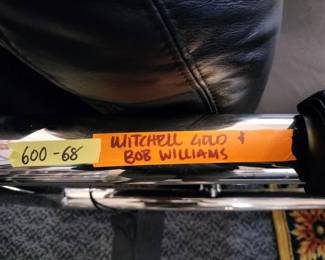 600-68
MITCHELL GOLD +
BOB WILLIAMS